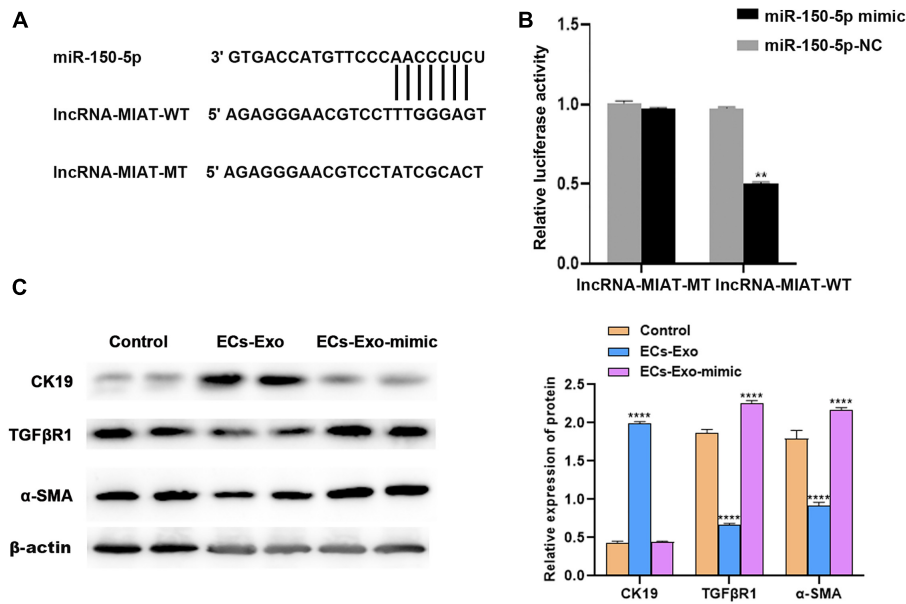 A
miR-150-5p 3' GTGACCATGTTCCCAACCCUCU
lncRNA-MIAT-WT 5' AGAGGGAACGTCCTTTGGGAGT
lncRNA-MIAT-MT 5' AGAGGGAACGTCCTATCGCACT
B
miR-150-5p mimic
miR-150-5p-NC
Relative luciferase activity
1.5
1.0
0.5
0.0
**
lncRNA-MIAT-MT lncRNA-MIAT-WT
C
Control ECs-Exo ECs-Exo-mimic
CK19
TGFβR1
α-SMA
β-actin
Control
ECs-Exo
ECs-Exo-mimic
Relative expression of protein
2.5
2.0
1.5
1.0
0.5
0.0
**** **** ****
**** ****
CK19 TGFβR1 α-SMA